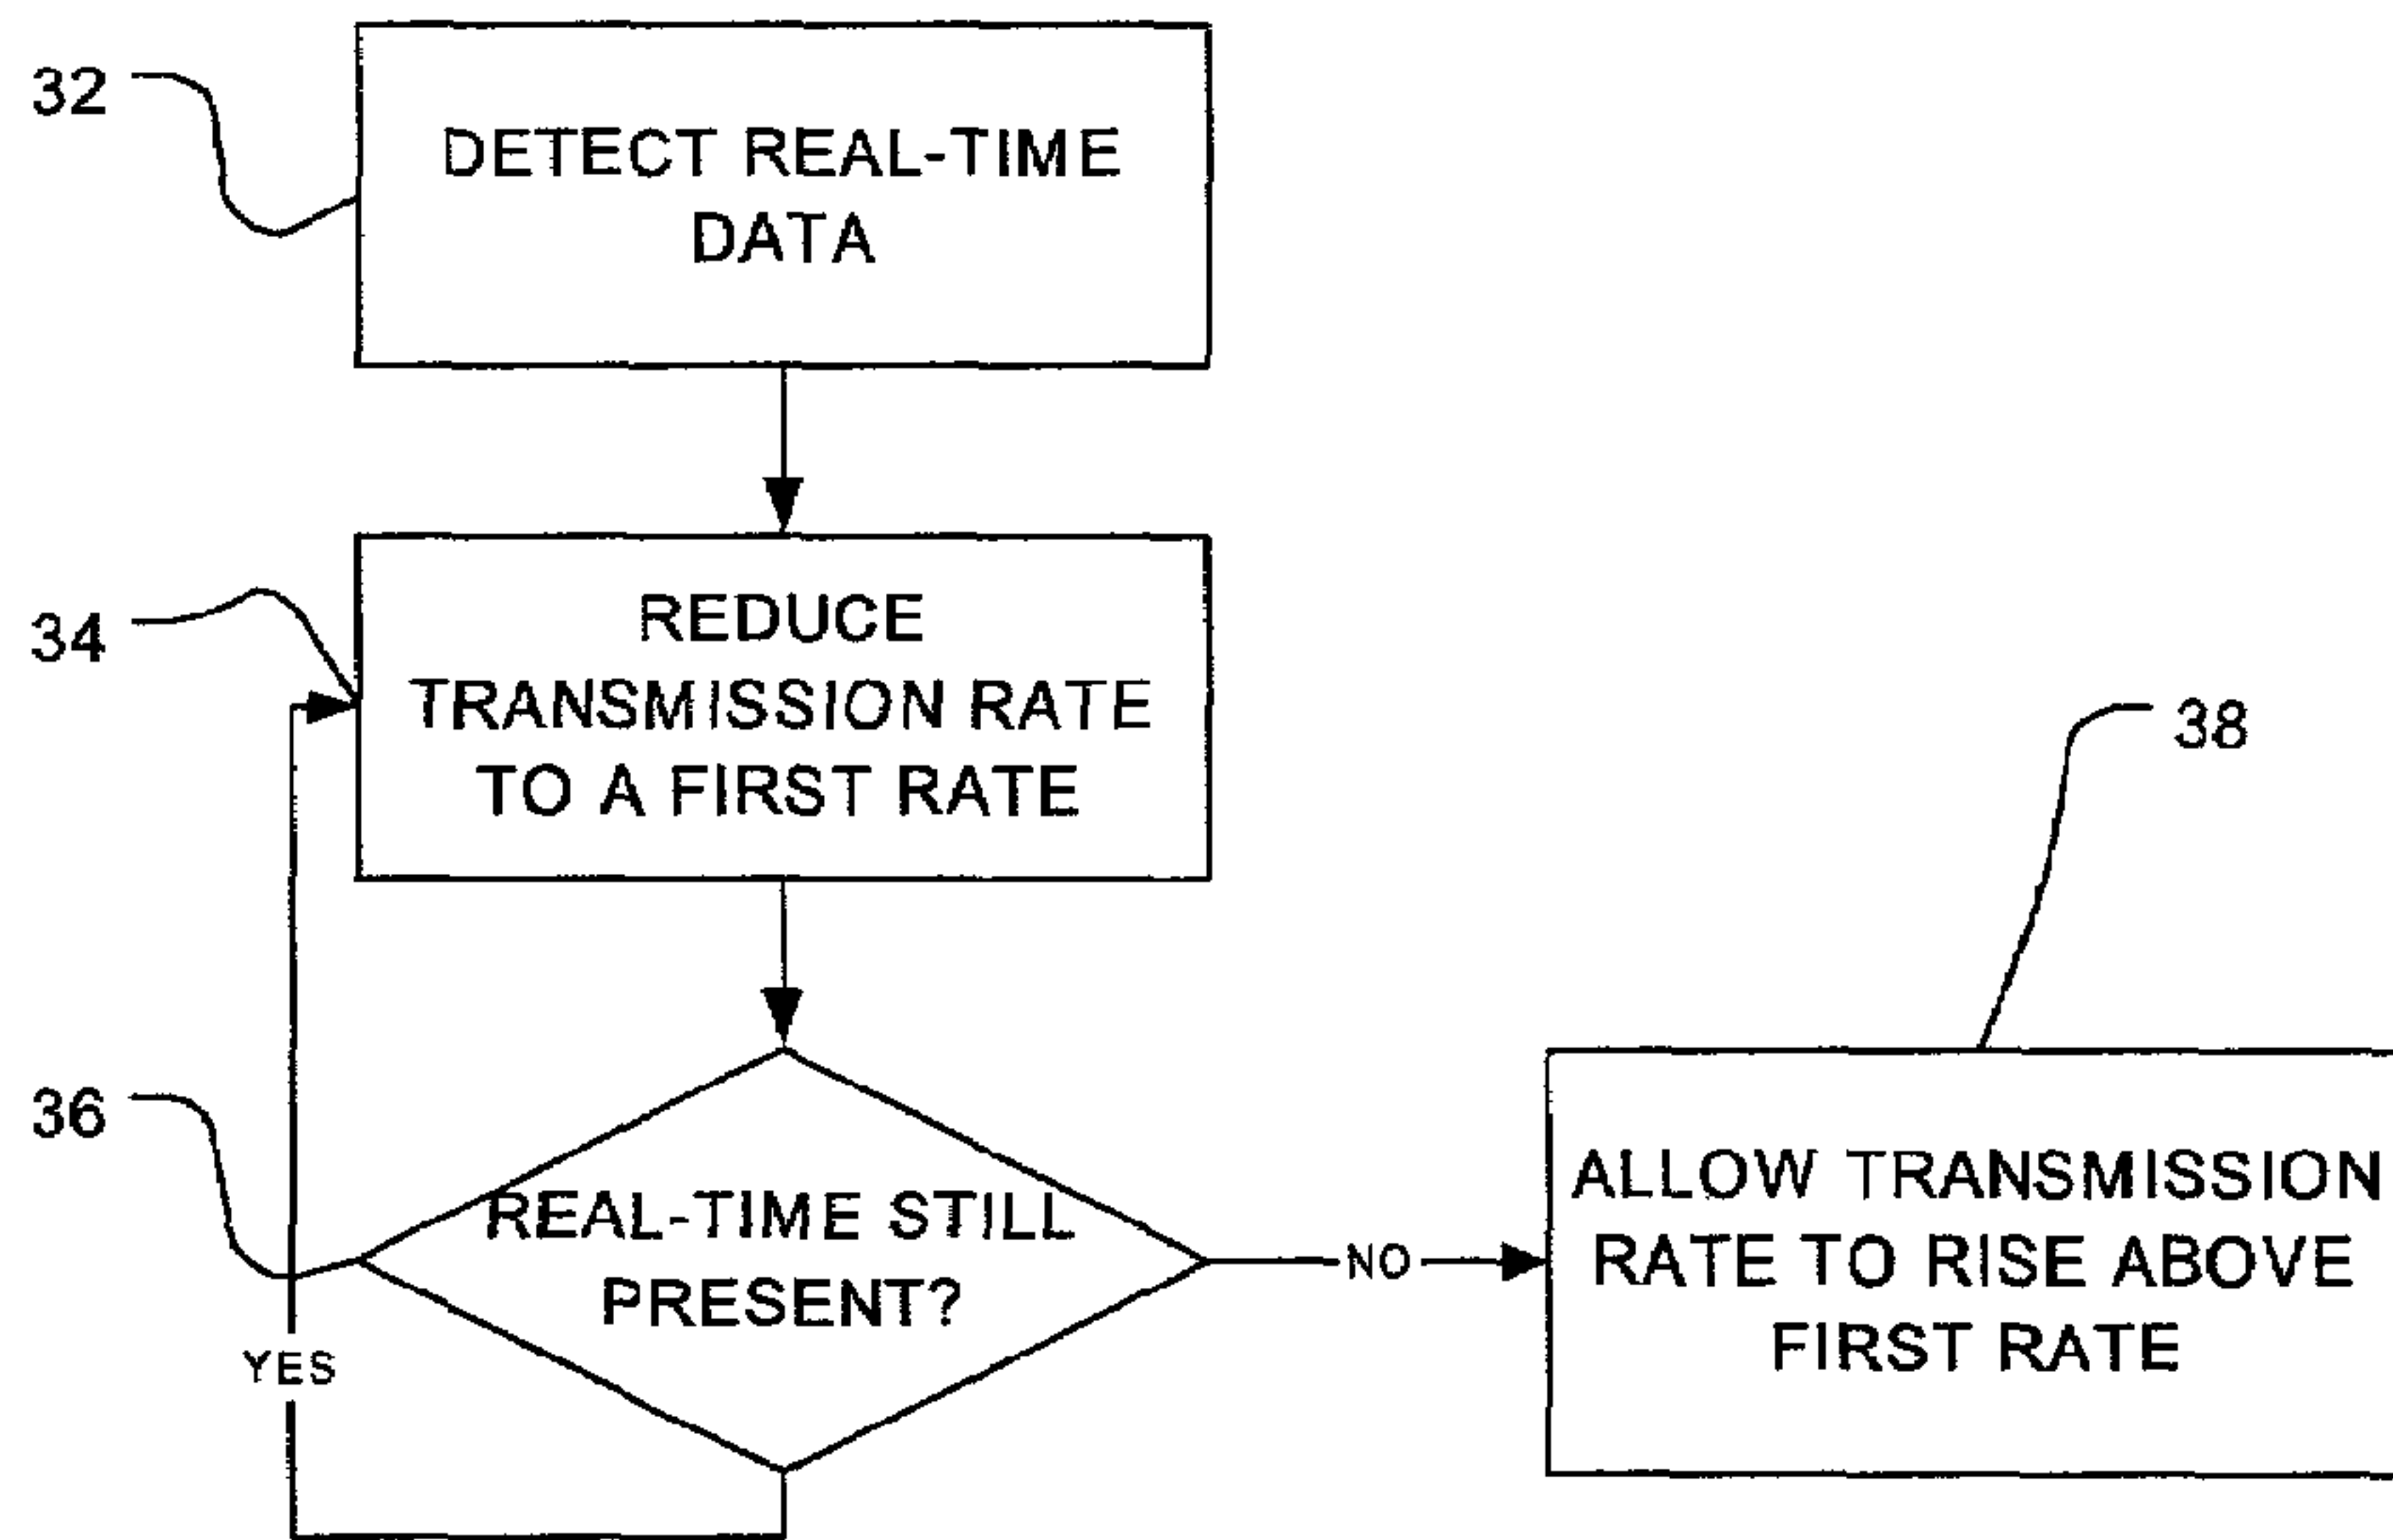 32
DETECT REAL-TIME
DATA
34
REDUCE
TRANSMISSION RATE
TO A FIRST RATE
38
36
REAL-TIME STILL
PRESENT?
NO
YES
ALLOW TRANSMISSION
RATE TO RISE ABOVE
FIRST RATE